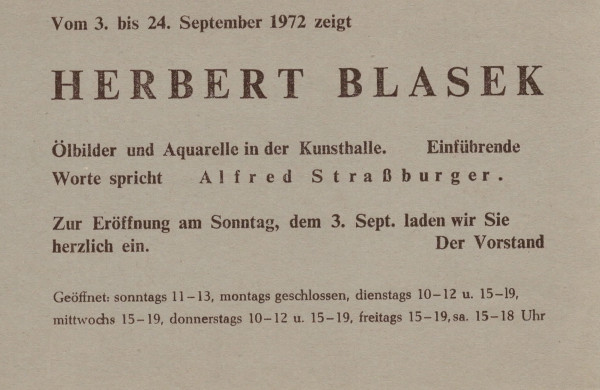 Vom 3. bis 24. September 1972 zeigt
HERBERT BLASEK
Ölbilder und Aquarelle in der Kunsthalle. Einführende
Worte spricht Alfred Straßburger.
Zur Eröffnung am Sonntag, dem 3. Sept. laden wir Sie
herzlich ein. Der Vorstand
Geöffnet: sonntags 11–13, montags geschlossen, dienstags 10–12 u. 15–19,
mittwochs 15–19, donnerstags 10–12 u. 15–19, freitags 15–19, sa. 15–18 Uhr